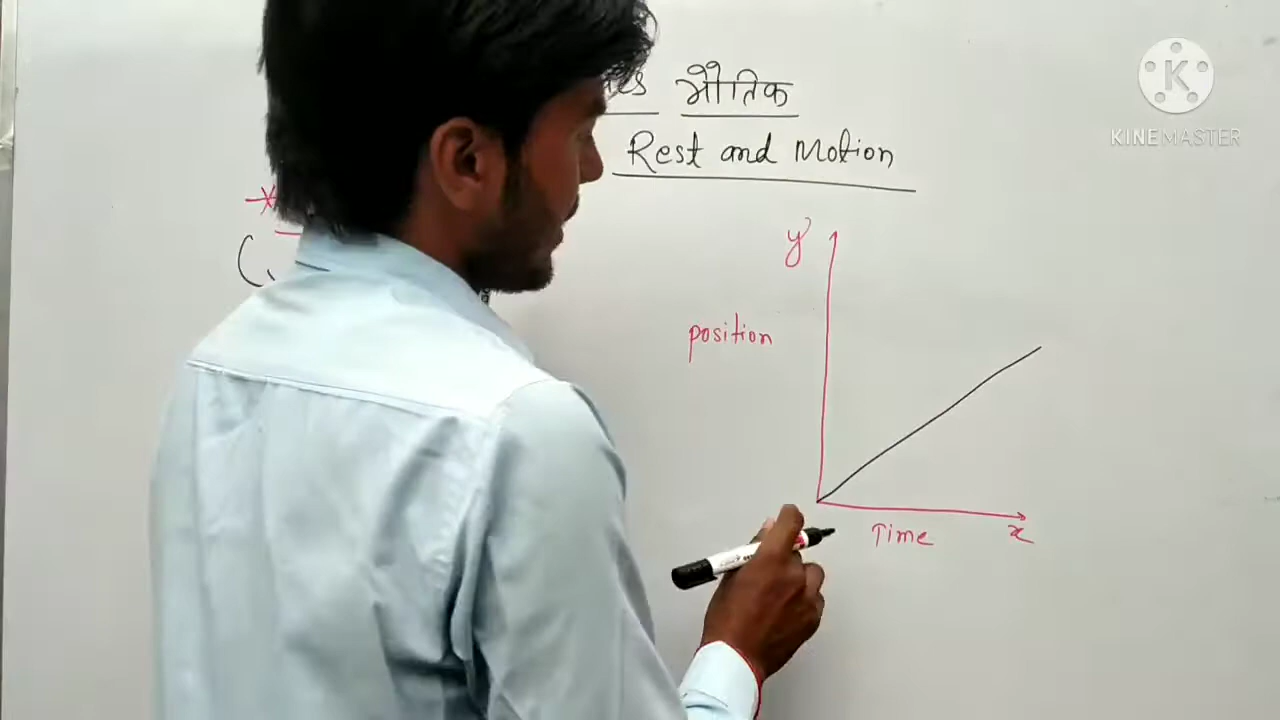 भौतिक
Rest and Motion
y
position
Time
x
K
KINEMASTER